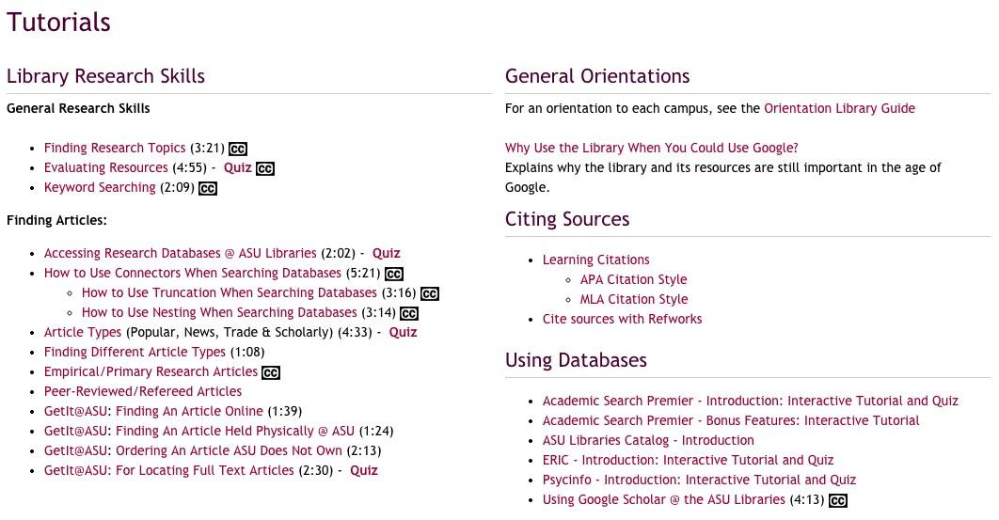 Tutorials
Library Research Skills
General Research Skills
Finding Research Topics (3:21) CC
Evaluating Resources (4:55) - Quiz CC
Keyword Searching (2:09) CC
Finding Articles:
Accessing Research Databases @ ASU Libraries (2:02) - Quiz
How to Use Connectors When Searching Databases (5:21) CC
How to Use Truncation When Searching Databases (3:16) CC
How to Use Nesting When Searching Databases (3:14) CC
Article Types (Popular, News, Trade & Scholarly) (4:33) - Quiz
Finding Different Article Types (1:08)
Empirical/Primary Research Articles CC
Peer-Reviewed/Refereed Articles
GetIt@ASU: Finding An Article Online (1:39)
GetIt@ASU: Finding An Article Held Physically @ ASU (1:24)
GetIt@ASU: Ordering An Article ASU Does Not Own (2:13)
GetIt@ASU: For Locating Full Text Articles (2:30) - Quiz
General Orientations
For an orientation to each campus, see the Orientation Library Guide
Why Use the Library When You Could Use Google?
Explains why the library and its resources are still important in the age of
Google.
Citing Sources
Learning Citations
APA Citation Style
MLA Citation Style
Cite sources with Refworks
Using Databases
Academic Search Premier - Introduction: Interactive Tutorial and Quiz
Academic Search Premier - Bonus Features: Interactive Tutorial
ASU Libraries Catalog - Introduction
ERIC - Introduction: Interactive Tutorial and Quiz
Psycinfo - Introduction: Interactive Tutorial and Quiz
Using Google Scholar @ the ASU Libraries (4:13) CC